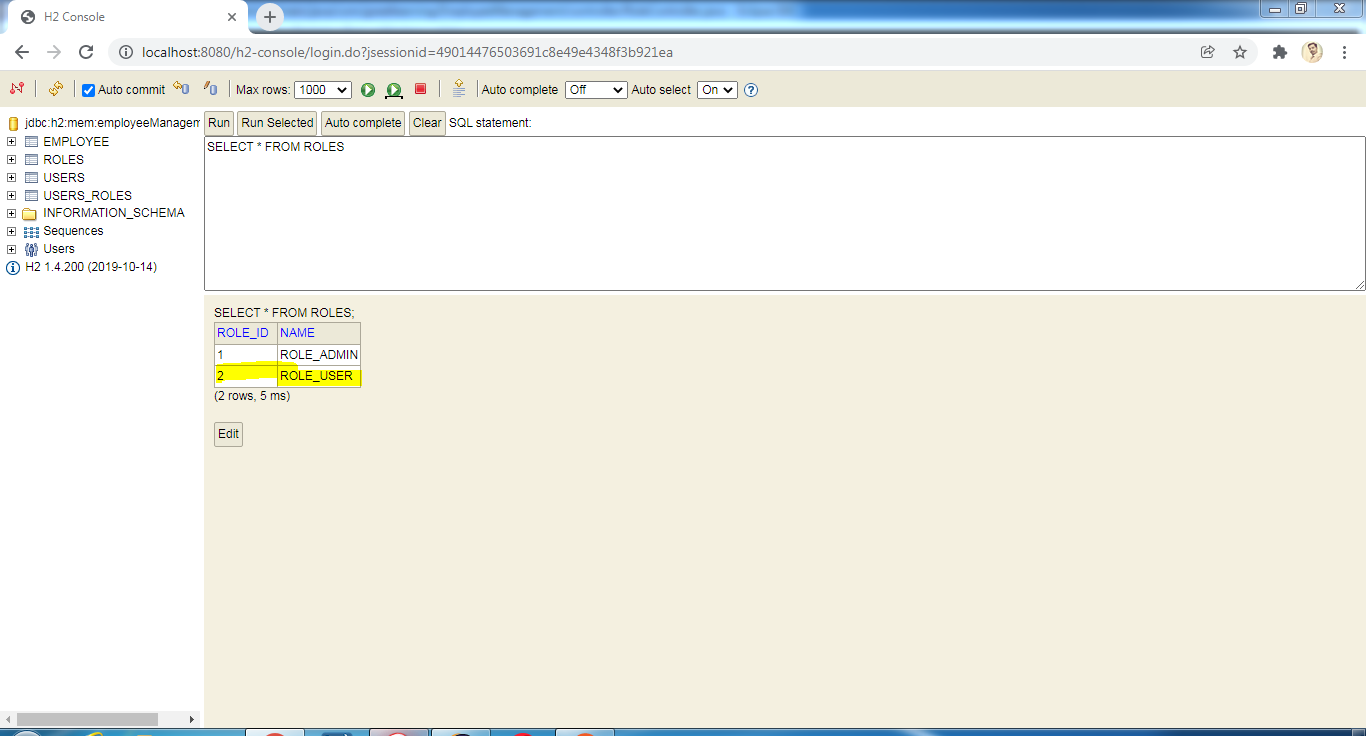 H2 Console
localhost:8080/h2-console/login.do?jsessionid=49014476503691c8e49e4348f3b921ea
Auto commit Max rows: 1000 Auto complete Off Auto select On
jdbc:h2:mem:employeeManagem
EMPLOYEE
ROLES
USERS
USERS_ROLES
INFORMATION_SCHEMA
Sequences
Users
H2 1.4.200 (2019-10-14)
Run Run Selected Auto complete Clear SQL statement:
SELECT * FROM ROLES
SELECT * FROM ROLES;
ROLE_ID NAME
1 ROLE_ADMIN
2 ROLE_USER
(2 rows, 5 ms)
Edit